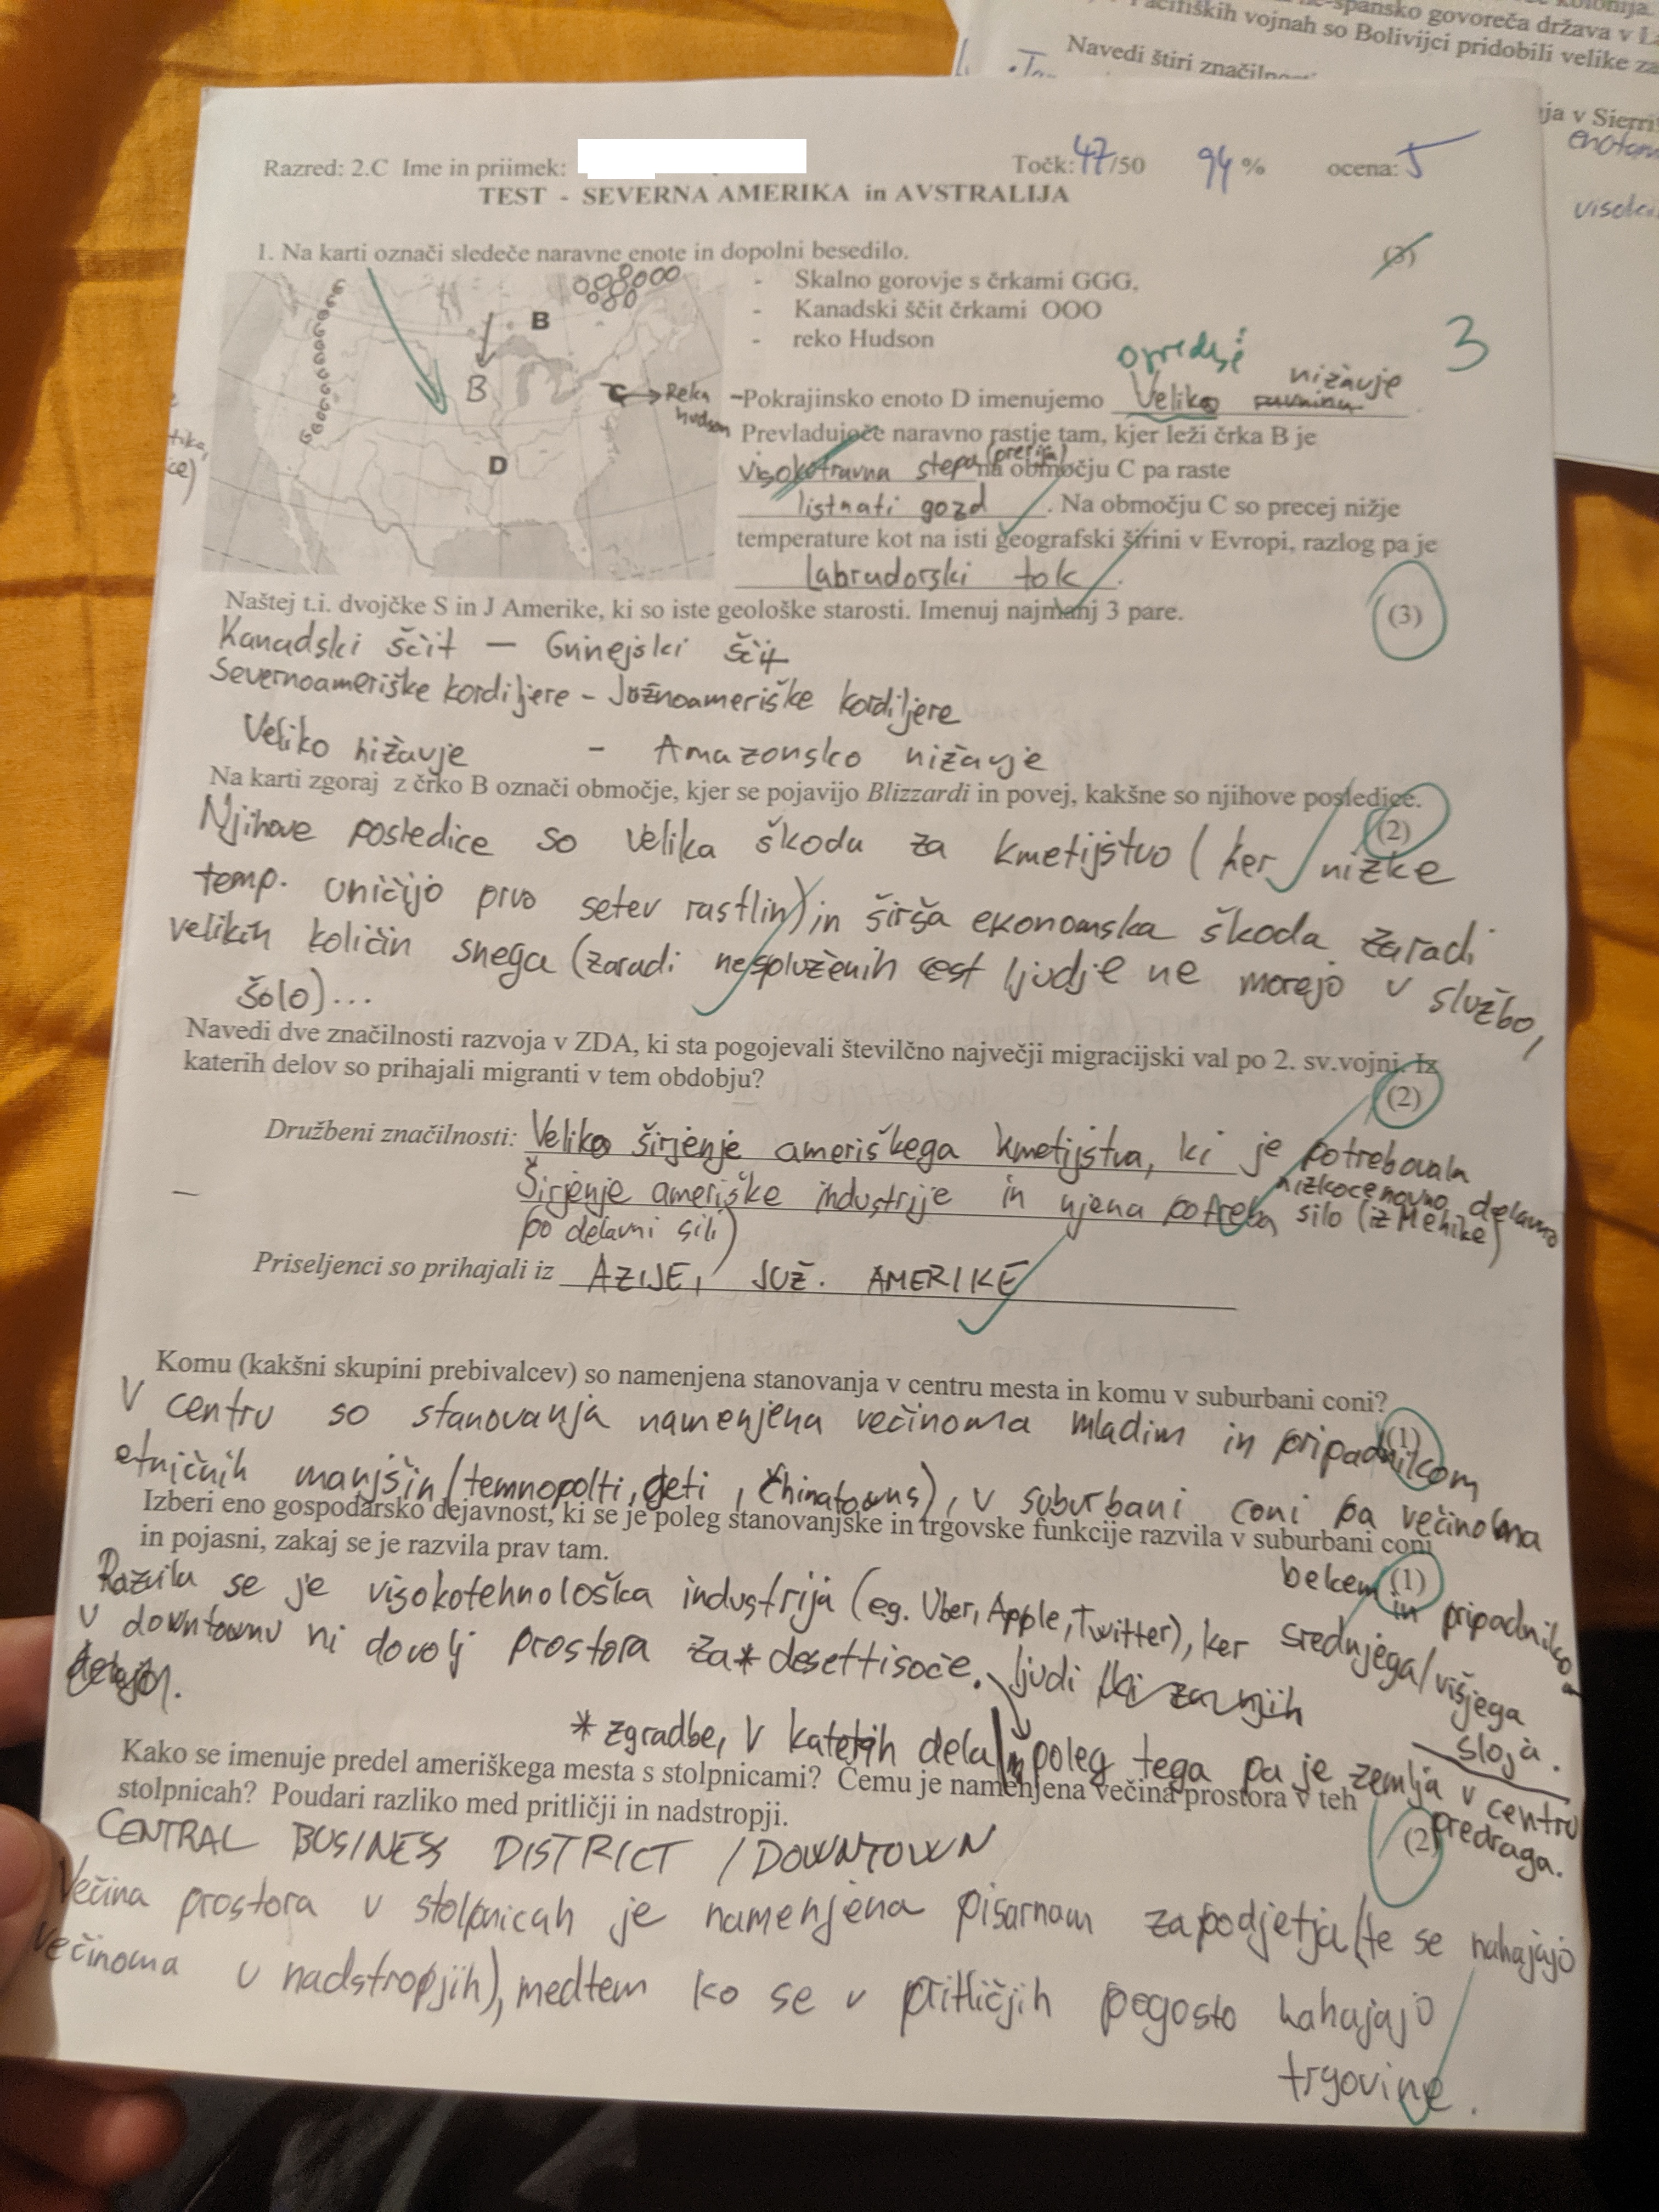 kolonija.
-špansko govoreča država v
vojnah so Bolivijci pridobili velike
Navedi štiri
ja v
Razred: 2.C Ime in priimek: Točk: 47/50 94 % ocena: 5
TEST - SEVERNA AMERIKA in AVSTRALIJA
1. Na karti označi sledeče naravne enote in dopolni besedilo. (3)
- Skalno gorovje s črkami GGG,
- Kanadski ščit črkami OOO
- reko Hudson
3
B
B
C → Reka Hudson
D
-Pokrajinsko enoto D imenujemo Veliko nižavje
Prevladujoče naravno rastje tam, kjer leži črka B je
visokotravna stepa (prerija) na območju C pa raste
listnati gozd. Na območju C so precej nižje
temperature kot na isti geografski širini v Evropi, razlog pa je
labradorski tok.
Naštej t.i. dvojčke S in J Amerike, ki so iste geološke starosti. Imenuj najmanj 3 pare. (3)
Kanadski ščit — Gvinejski ščit
Severnoameriške kordiljere - Južnoameriške kordiljere
Veliko nižavje - Amazonsko nižavje
Na karti zgoraj z črko B označi območje, kjer se pojavijo Blizzardi in povej, kakšne so njihove posledice. (2)
Njihove posledice so velika škoda za kmetijstvo (ker nizke
temp. uničijo prvo setev rastlin) in širša ekonomska škoda zaradi
velikih količin snega (zaradi nespluženih cest ljudje ne morejo v službo,
šolo)...
Navedi dve značilnosti razvoja v ZDA, ki sta pogojevali številčno največji migracijski val po 2. sv.vojni. Iz
katerih delov so prihajali migranti v tem obdobju? (2)
Družbeni značilnosti: Veliko širjenje ameriškega kmetijstva, ki je potrebovala
nizkocenovno delavno silo (iz Mehike)
Širjenje ameriške industrije in njena potreba
(po delavni sili)
Priseljenci so prihajali iz AZIJE, JUŽ. AMERIKE
Komu (kakšni skupini prebivalcev) so namenjena stanovanja v centru mesta in komu v suburbani coni? (1)
V centru so stanovanja namenjena večinoma mladim in pripadnikom
etničnih manjšin (temnopolti, geti, Chinatowns), v suburbani coni pa večinoma
belcem in pripadnikom
srednjega/višjega
sloja.
Izberi eno gospodarsko dejavnost, ki se je poleg stanovanjske in trgovske funkcije razvila v suburbani coni
in pojasni, zakaj se je razvila prav tam. (1)
Razvila se je visokotehnološka industrija (eg. Uber, Apple, Twitter), ker
v downtownu ni dovolj prostora za* desettisoče ljudi
* zgradbe, v katerih dela
poleg tega pa je zemlja v centru
predraga.
Kako se imenuje predel ameriškega mesta s stolpnicami? Čemu je namenjena večina prostora v teh
stolpnicah? Poudari razliko med pritličji in nadstropji. (2)
CENTRAL BUSINESS DISTRICT / DOWNTOWN
Večina prostora v stolpnicah je namenjena pisarnam za podjetja (te se nahajajo
večinoma v nadstropjih), medtem ko se v pritličjih pogosto nahajajo
trgovine.